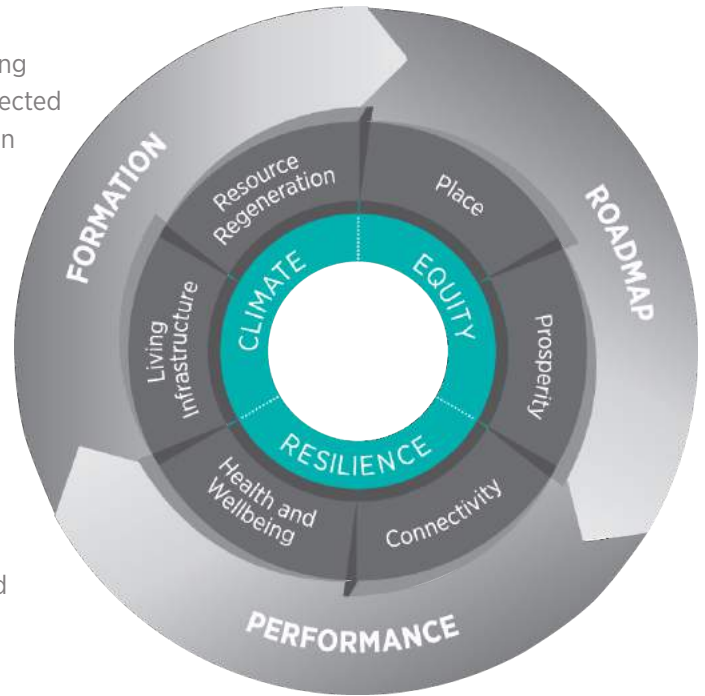 FORMATION
ROADMAP
PERFORMANCE
Resource
Regeneration
Place
Prosperity
Connectivity
Health and
Wellbeing
Living
Infrastructure
CLIMATE
EQUITY
RESILIENCE